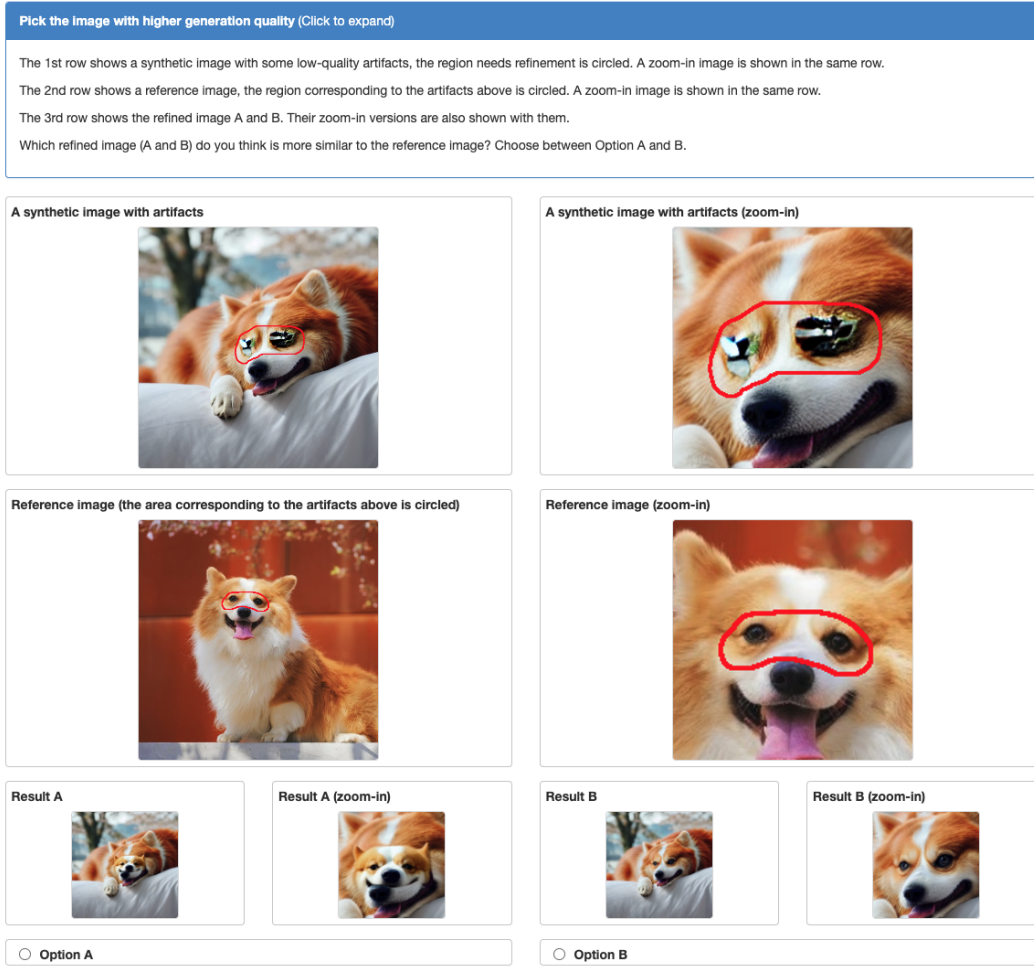 Pick the image with higher generation quality (Click to expand)
The 1st row shows a synthetic image with some low-quality artifacts, the region needs refinement is circled. A zoom-in image is shown in the same row.
The 2nd row shows a reference image, the region corresponding to the artifacts above is circled. A zoom-in image is shown in the same row.
The 3rd row shows the refined image A and B. Their zoom-in versions are also shown with them.
Which refined image (A and B) do you think is more similar to the reference image? Choose between Option A and B.
A synthetic image with artifacts
A synthetic image with artifacts (zoom-in)
Reference image (the area corresponding to the artifacts above is circled)
Reference image (zoom-in)
Result A
Result A (zoom-in)
Result B
Result B (zoom-in)
Option A
Option B